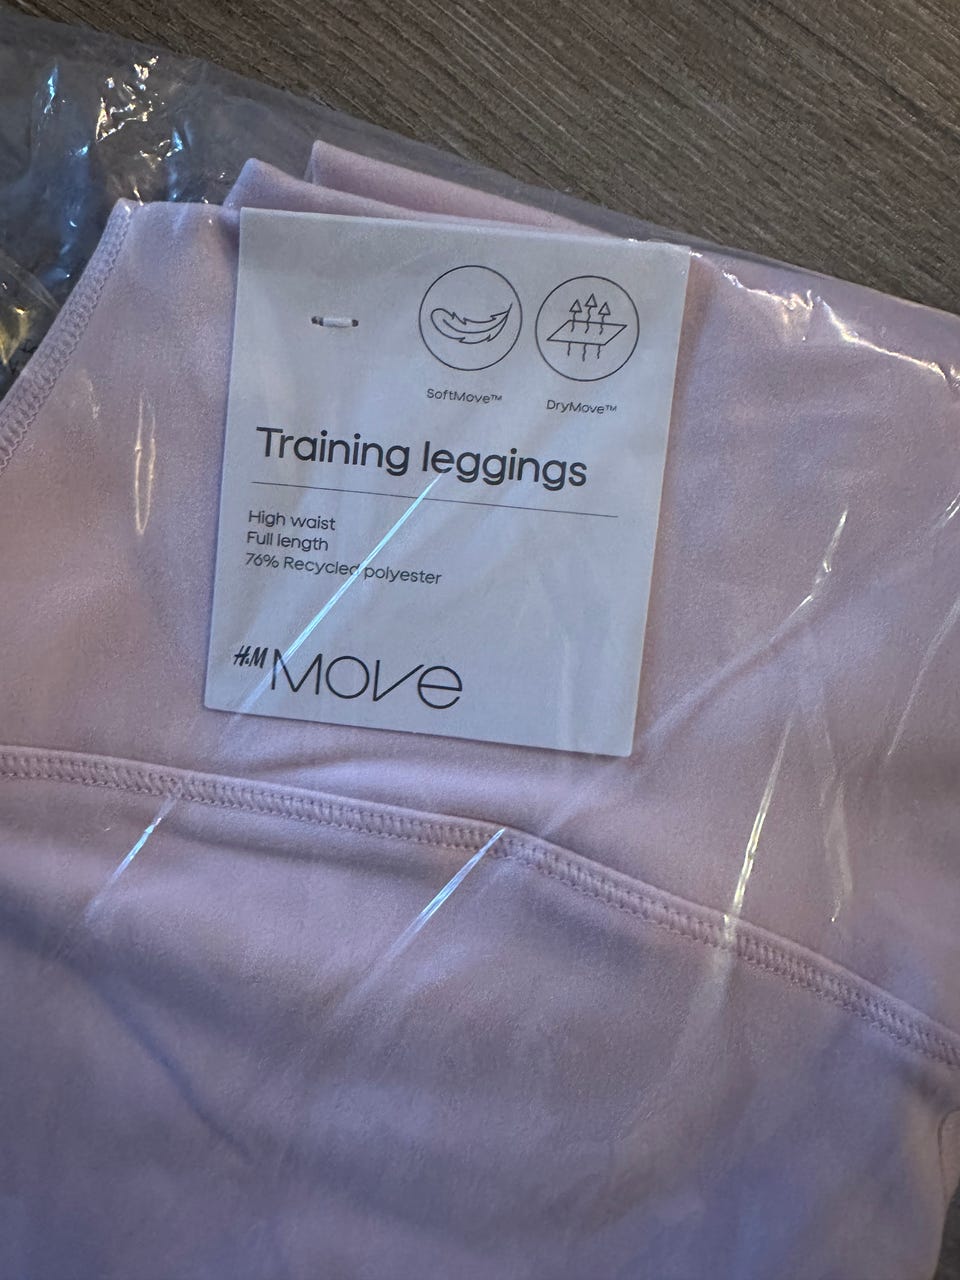 SoftMove™
DryMove™
Training leggings
High waist
Full length
76% Recycled polyester
H&M MOVE